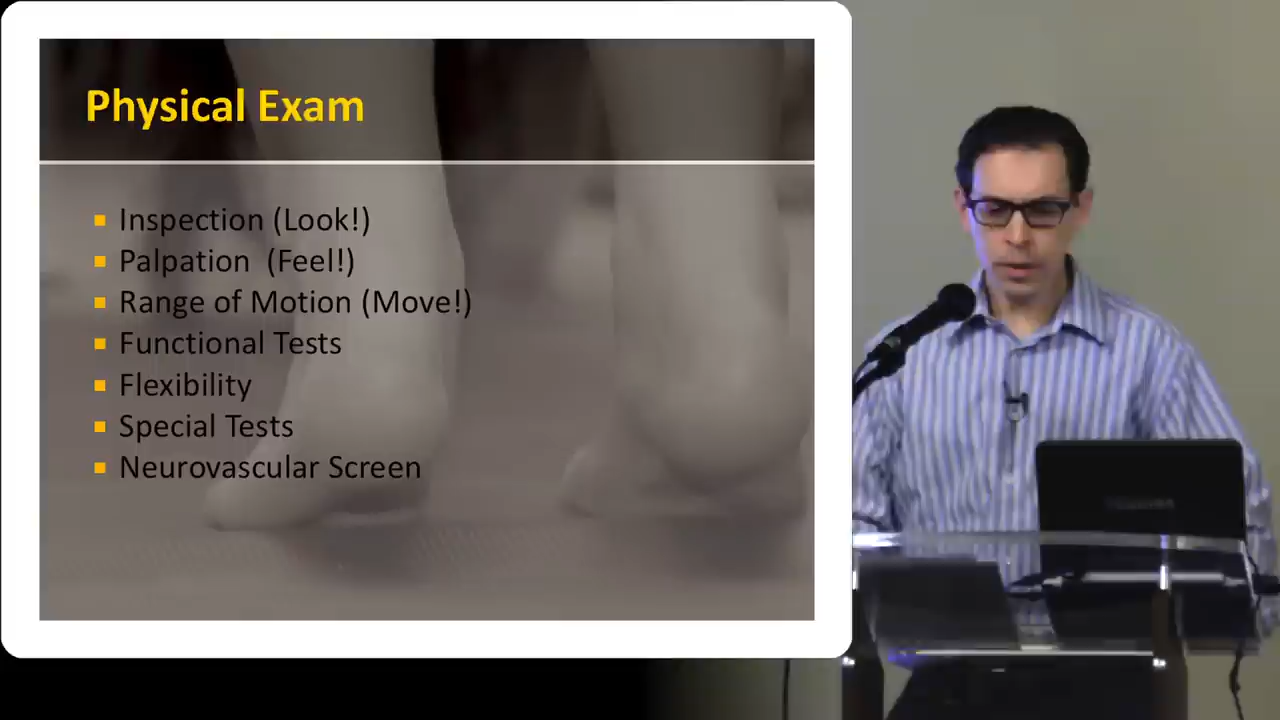 Physical Exam
Inspection (Look!)
Palpation (Feel!)
Range of Motion (Move!)
Functional Tests
Flexibility
Special Tests
Neurovascular Screen